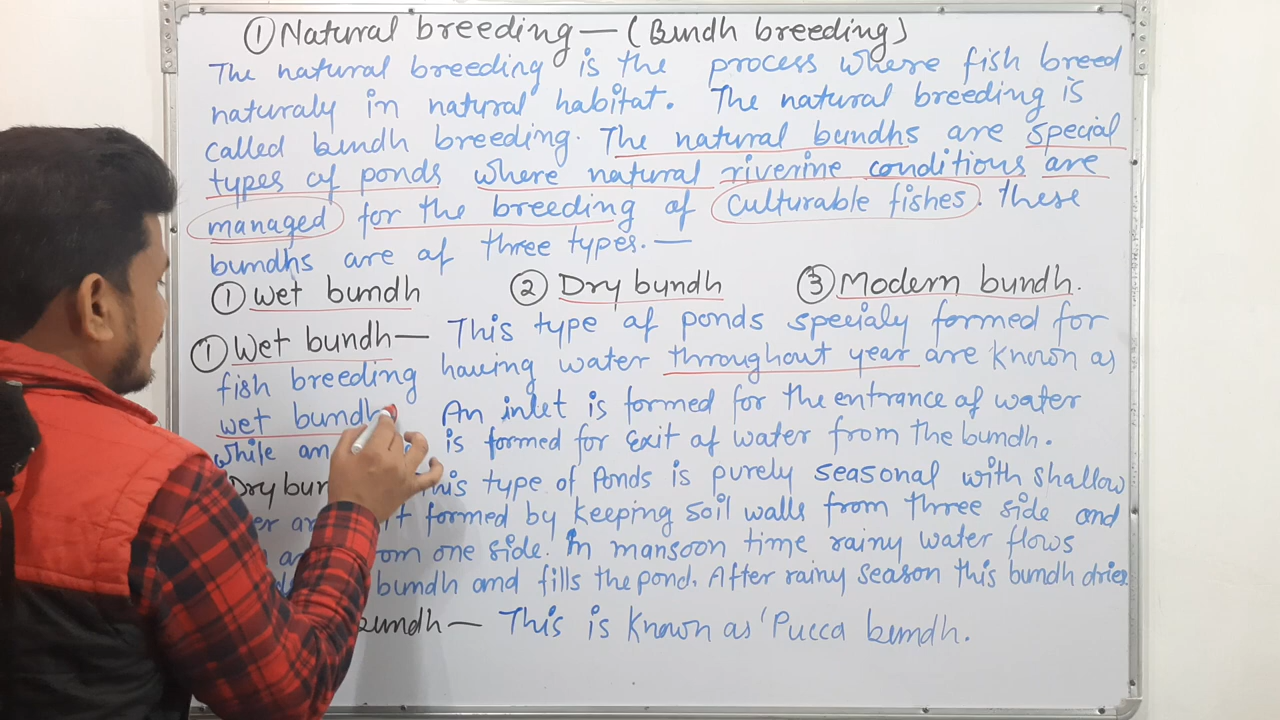 ① Natural breeding — (Bundh breeding)
The natural breeding is the process where fish breed
naturaly in natural habitat. The natural breeding is
called bundh breeding. The natural bundhs are special
types of ponds where natural riverine conditions are
managed for the breeding of culturable fishes. These
bundhs are of three types. —
① Wet bundh ② Dry bundh ③ Modern bundh.
① Wet bundh — This type of ponds specialy formed for
fish breeding having water throughout year are known as
wet bundh. An inlet is formed for the entrance of water
while an is formed for exit of water from the bundh.
Dry bun This type of Ponds is purely seasonal with shallow
formed by keeping soil walls from three side and
from one side. In mansoon time rainy water flows
bundh and fills the pond. After rainy season this bundh dries
bundh — This is known as 'Pucca bundh.